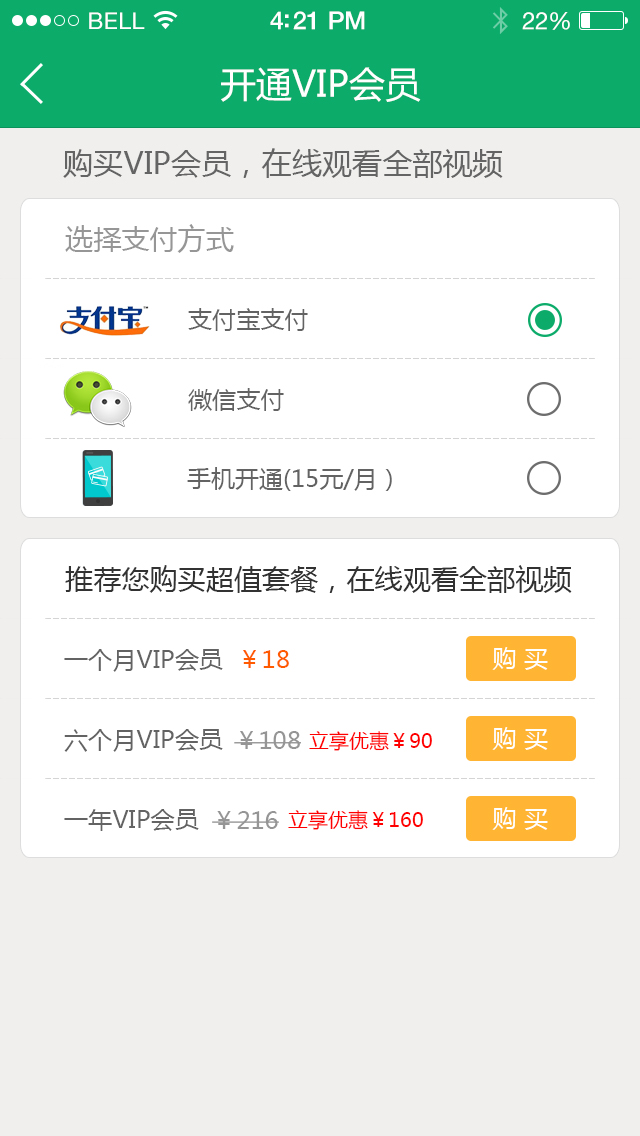 BELL 4:21 PM 22%
开通VIP会员
购买VIP会员，在线观看全部视频
选择支付方式
支付宝™ 支付宝支付
微信支付
手机开通(15元/月）
推荐您购买超值套餐，在线观看全部视频
一个月VIP会员 ¥18 购 买
六个月VIP会员 ¥108 立享优惠¥90 购 买
一年VIP会员 ¥216 立享优惠¥160 购 买